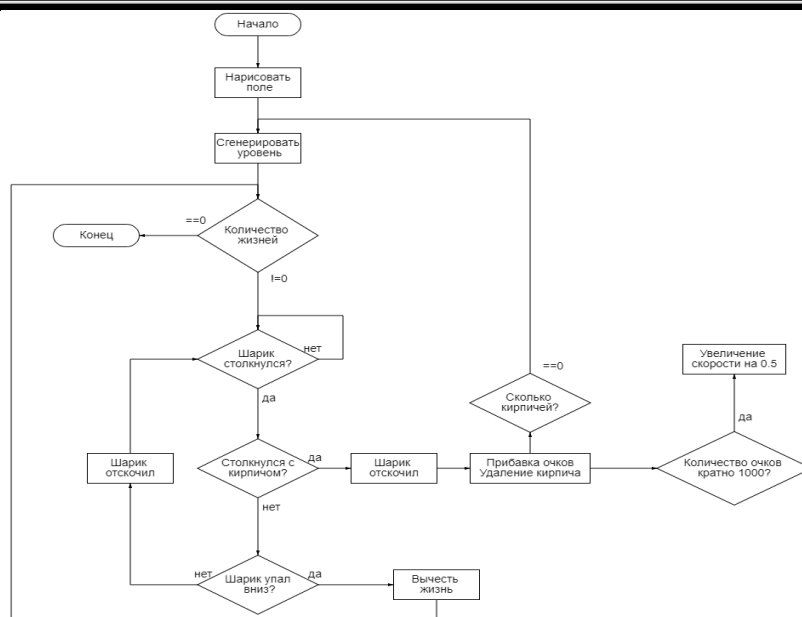 Начало
Нарисовать
поле
Сгенерировать
уровень
==0
Количество
жизней
Конец
!=0
Шарик
столкнулся?
нет
да
==0
Сколько
кирпичей?
Увеличение
скорости на 0.5
да
Шарик
отскочил
Столкнулся с
кирпичом?
да
Шарик
отскочил
Прибавка очков
Удаление кирпича
Количество очков
кратно 1000?
нет
нет
Шарик упал
вниз?
да
Вычесть
жизнь